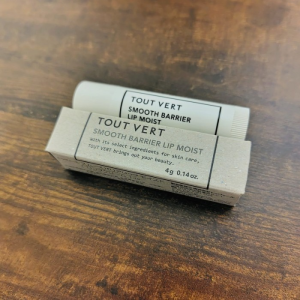 TOUT VERT
SMOOTH BARRIER
LIP MOIST
TOUT VERT
SMOOTH BARRIER LIP MOIST
with its select ingredients for skin care,
TOUT VERT brings out your beauty.
4g 0.14oz.